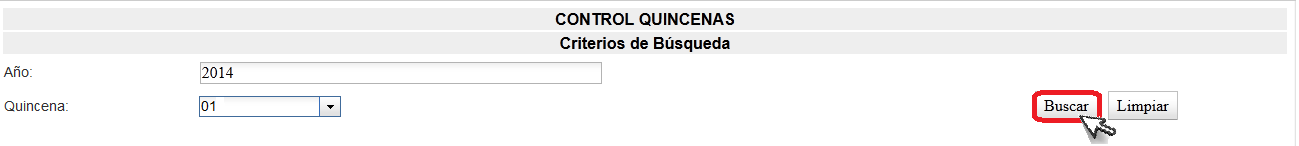 CONTROL QUINCENAS
Criterios de Búsqueda
Año: 2014
Quincena: 01 Buscar Limpiar